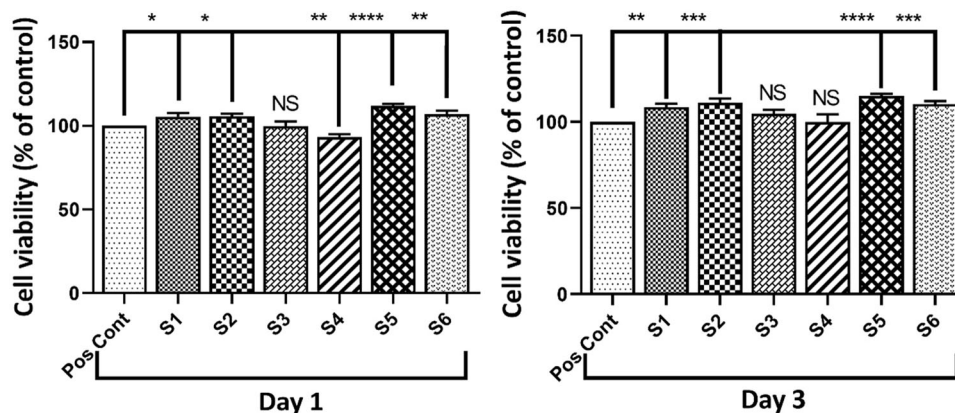 * * ** **** **
Cell viability (% of control)
150
100
50
0
NS
Pos Cont S1 S2 S3 S4 S5 S6
Day 1
** *** **** ***
Cell viability (% of control)
150
100
50
0
NS NS
Pos Cont S1 S2 S3 S4 S5 S6
Day 3